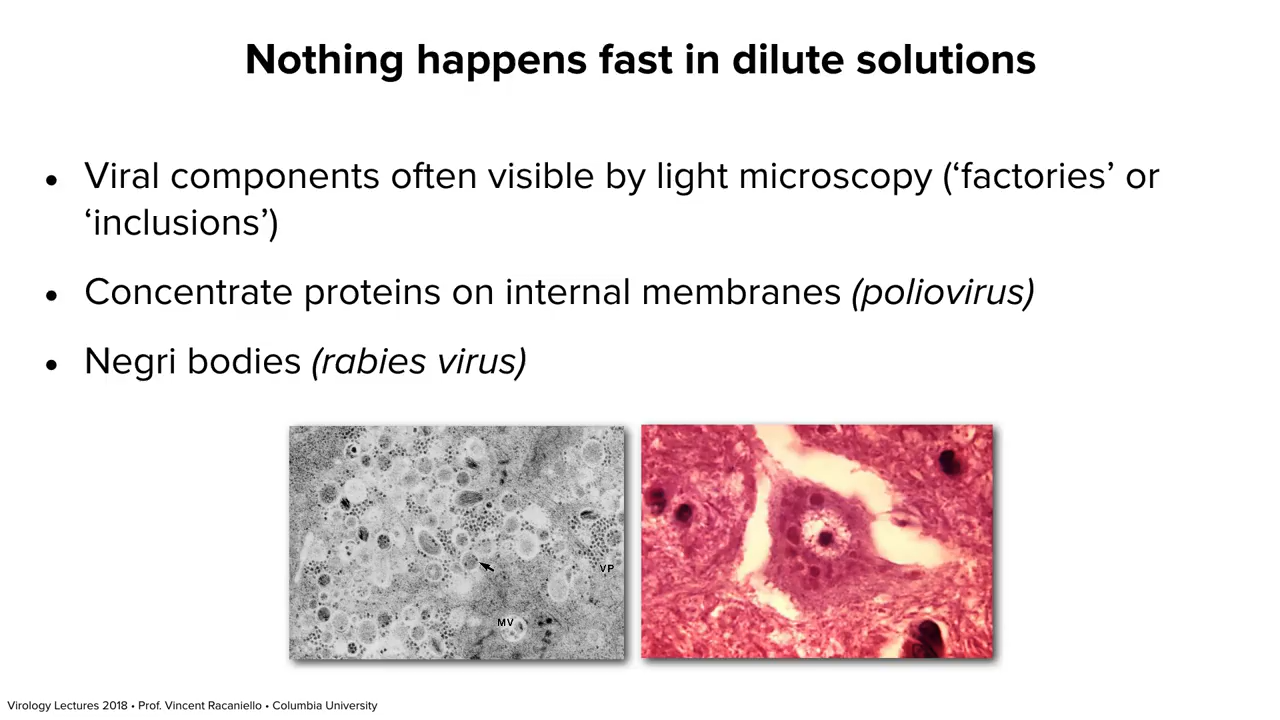 Nothing happens fast in dilute solutions
• Viral components often visible by light microscopy (‘factories’ or
‘inclusions’)
• Concentrate proteins on internal membranes (poliovirus)
• Negri bodies (rabies virus)
VP
MV
Virology Lectures 2018 • Prof. Vincent Racaniello • Columbia University